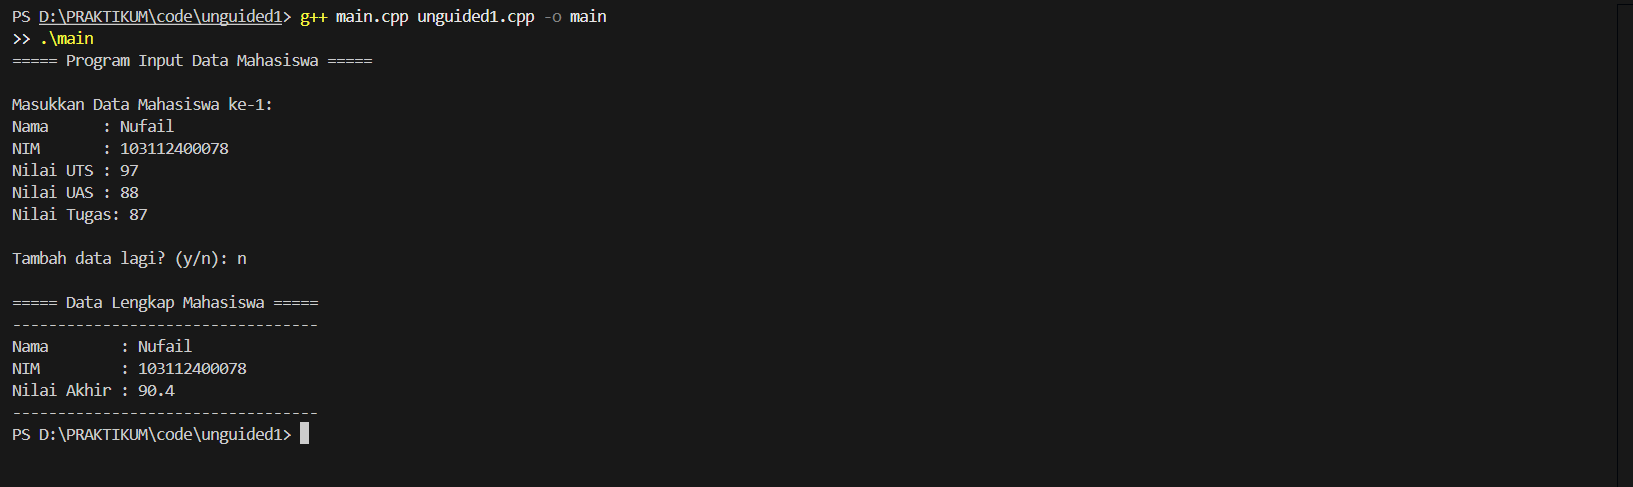 PS D:\PRAKTIKUM\code\unguided1> g++ main.cpp unguided1.cpp -o main
>> .\main
===== Program Input Data Mahasiswa =====
Masukkan Data Mahasiswa ke-1:
Nama      : Nufail
NIM       : 103112400078
Nilai UTS : 97
Nilai UAS : 88
Nilai Tugas: 87
Tambah data lagi? (y/n): n
===== Data Lengkap Mahasiswa =====
----------------------------------
Nama        : Nufail
NIM         : 103112400078
Nilai Akhir : 90.4
----------------------------------
PS D:\PRAKTIKUM\code\unguided1>